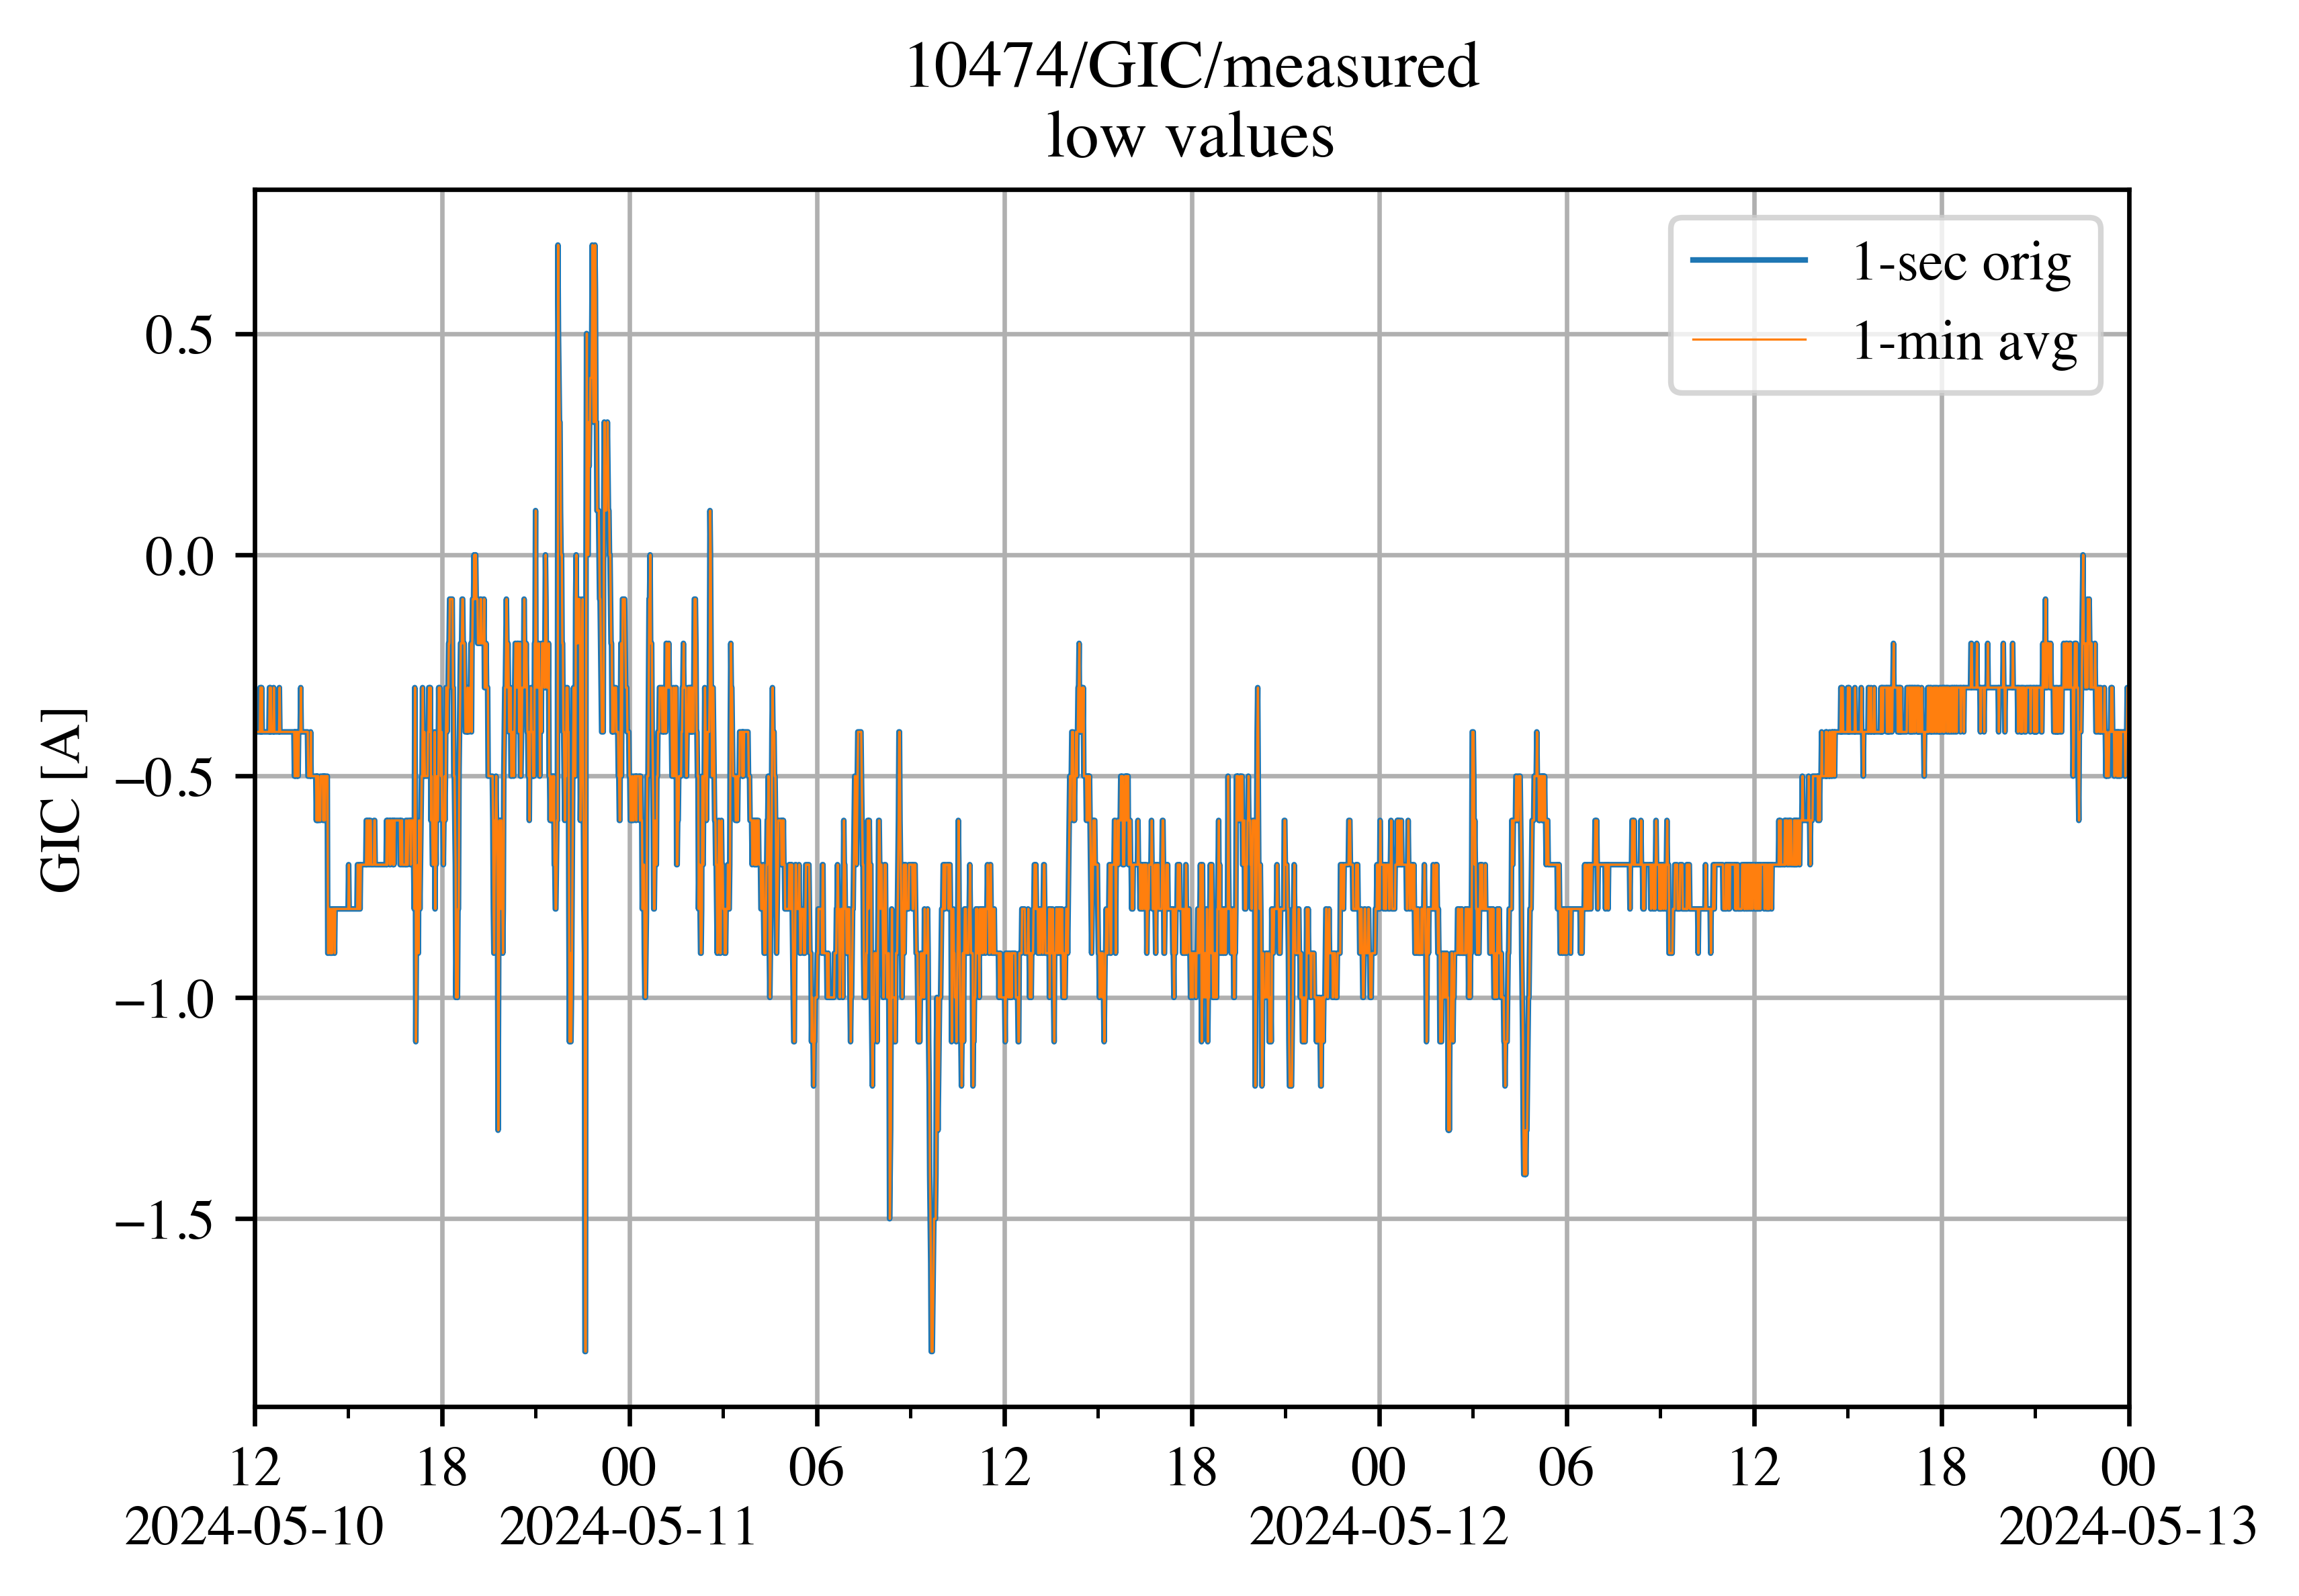 10474/GIC/measured
low values
1-sec orig
1-min avg
GIC [A]
0.5
0.0
−0.5
−1.0
−1.5
12 18 00 06 12 18 00 06 12 18 00
2024-05-10 2024-05-11 2024-05-12 2024-05-13